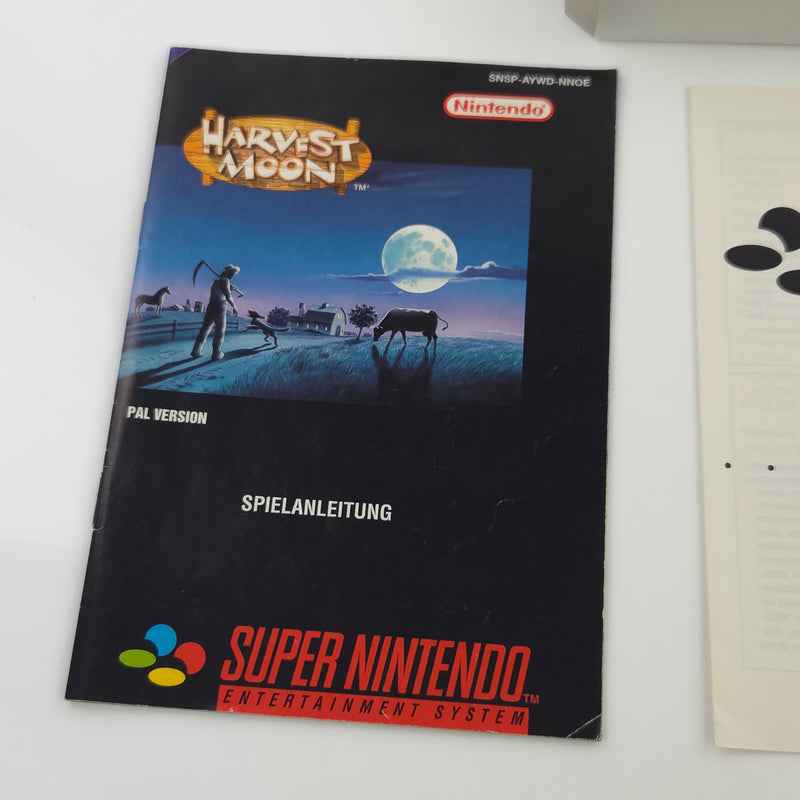 SNSP-AYWD-NNOE
Nintendo
HARVEST
MOON
TM
PAL VERSION
SPIELANLEITUNG
SUPER NINTENDO
TM
ENTERTAINMENT SYSTEM